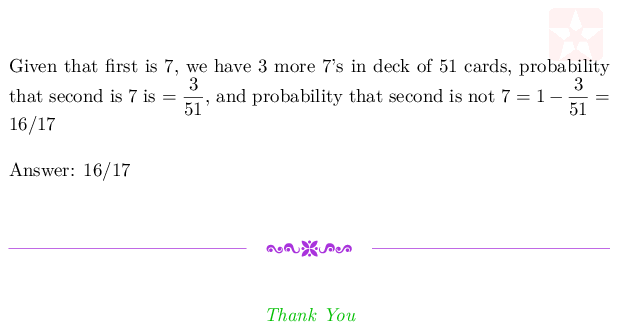 Given that first is 7, we have 3 more 7's in deck of 51 cards, probability
that second is 7 is = 3/51, and probability that second is not 7 = 1 − 3/51 =
16/17
Answer: 16/17
Thank You